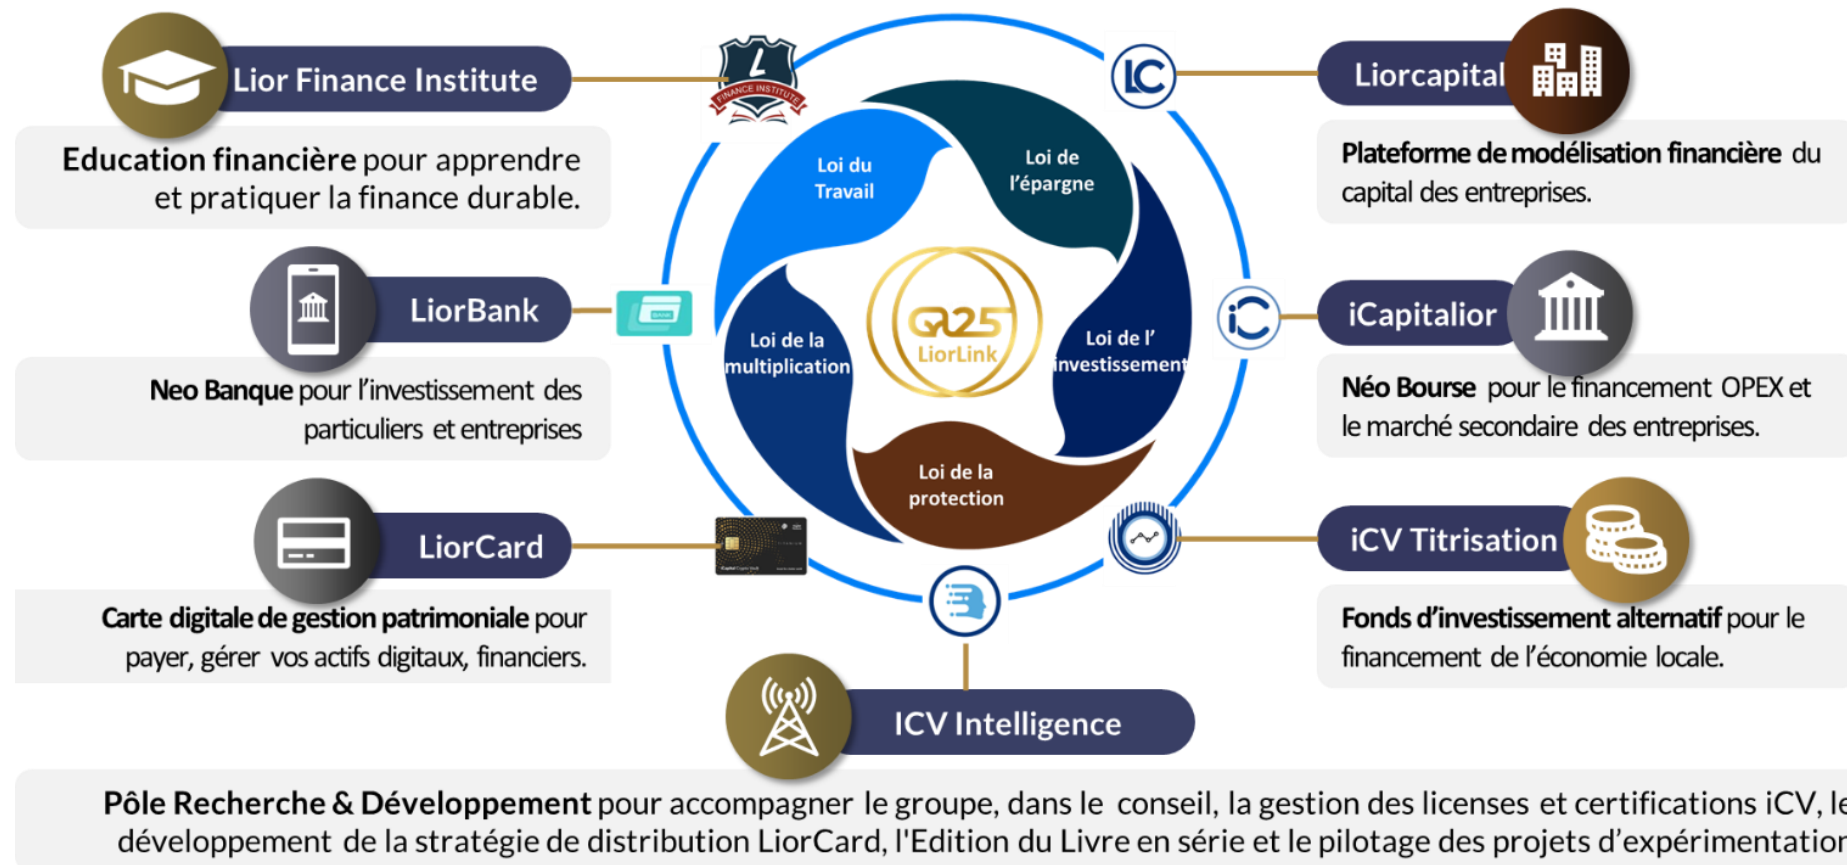 Lior Finance Institute
Education financière pour apprendre
et pratiquer la finance durable.
LiorBank
Neo Banque pour l’investissement des
particuliers et entreprises
LiorCard
Carte digitale de gestion patrimoniale pour
payer, gérer vos actifs digitaux, financiers.
L
FINANCE INSTITUTE
BANK
LC
iC
Loi du
Travail
Loi de
l’épargne
Loi de la
multiplication
Loi de l’
investissement
Loi de la
protection
LiorLink
Liorcapital
Plateforme de modélisation financière du
capital des entreprises.
iCapitalior
Néo Bourse pour le financement OPEX et
le marché secondaire des entreprises.
iCV Titrisation
Fonds d’investissement alternatif pour le
financement de l’économie locale.
ICV Intelligence
Pôle Recherche & Développement pour accompagner le groupe, dans le conseil, la gestion des licenses et certifications iCV, le
développement de la stratégie de distribution LiorCard, l'Edition du Livre en série et le pilotage des projets d’expérimentation